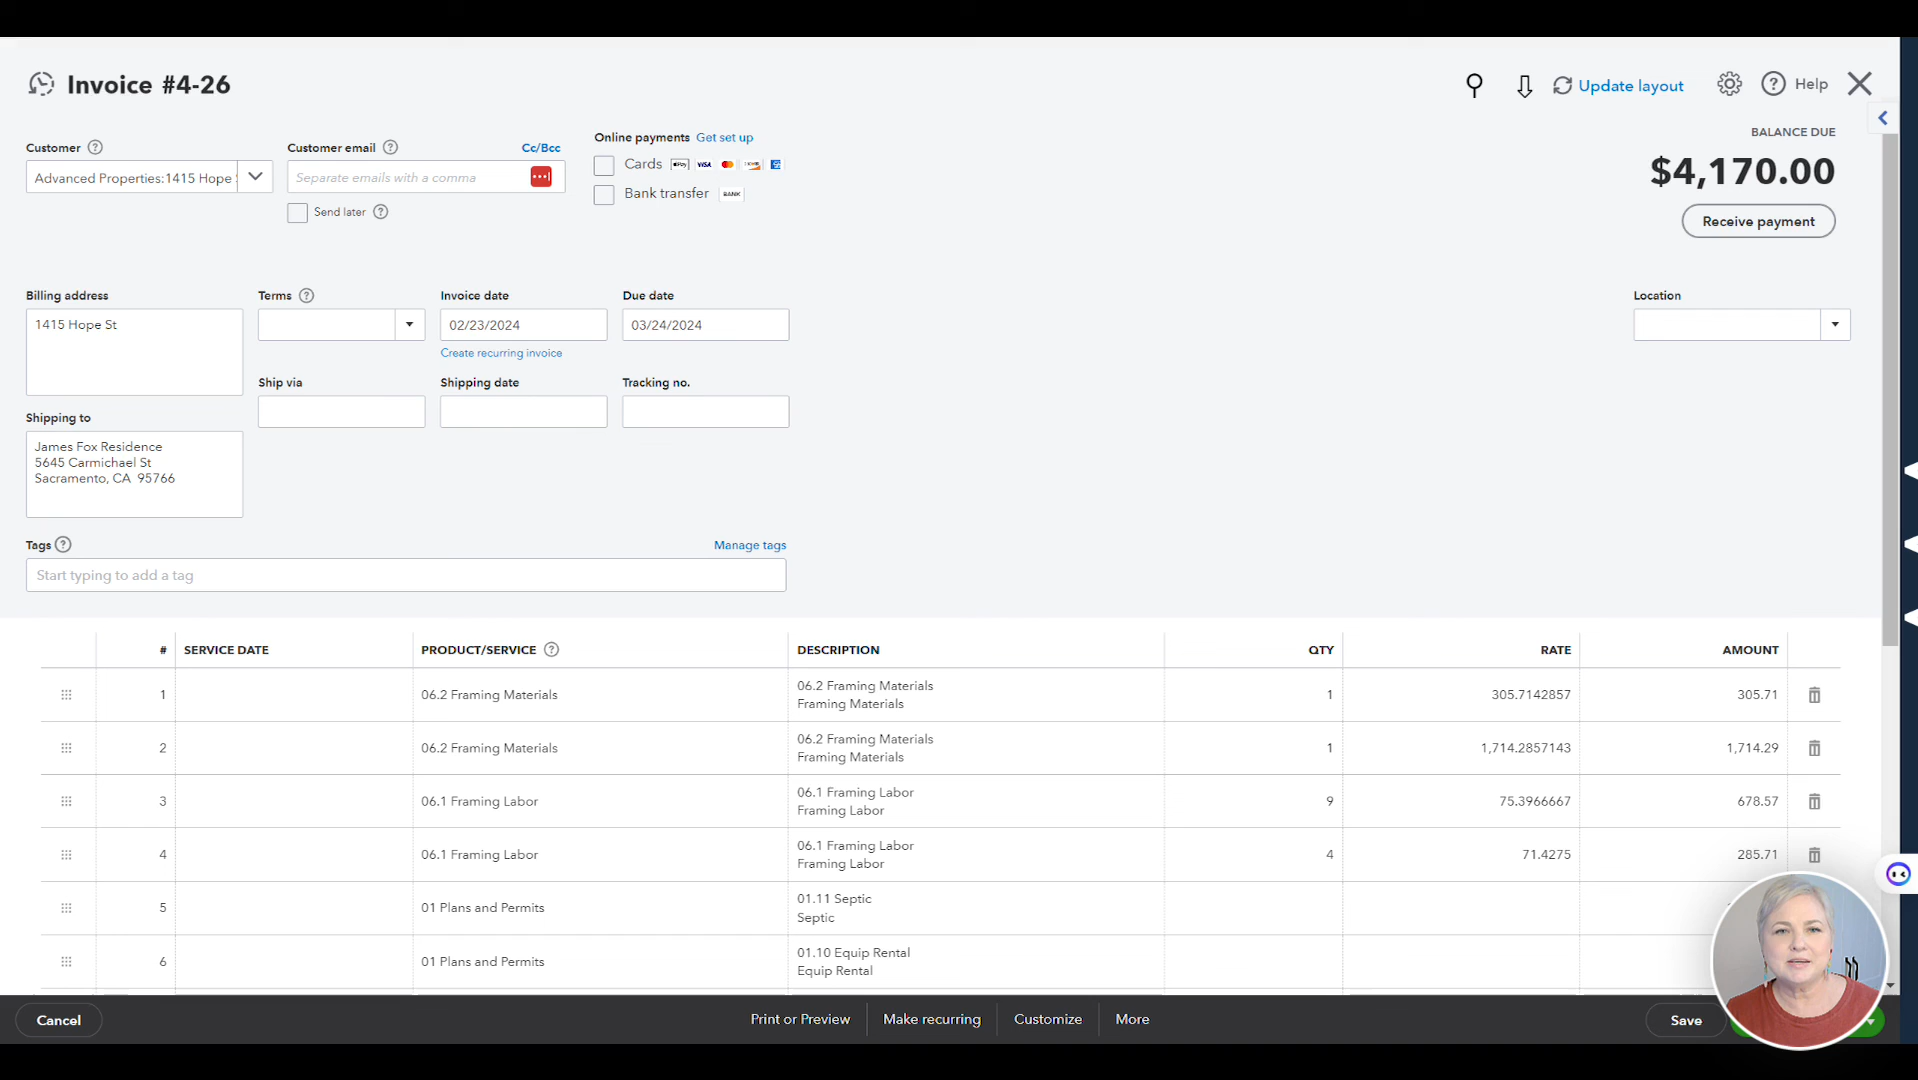 Invoice #4-26
Update layout
Help
Customer
Customer email
Cc/Bcc
Online payments Get set up
BALANCE DUE
Advanced Properties:1415 Hope
Separate emails with a comma
Cards
Pay
VISA
$4,170.00
Bank transfer
BANK
Send later
Receive payment
Billing address
Terms
Invoice date
Due date
Location
1415 Hope St
02/23/2024
03/24/2024
Create recurring invoice
Ship via
Shipping date
Tracking no.
Shipping to
James Fox Residence
5645 Carmichael St
Sacramento, CA 95766
Tags
Manage tags
Start typing to add a tag
# SERVICE DATE PRODUCT/SERVICE DESCRIPTION QTY RATE AMOUNT
1 06.2 Framing Materials 06.2 Framing Materials 1 305.7142857 305.71
Framing Materials
2 06.2 Framing Materials 06.2 Framing Materials 1 1,714.2857143 1,714.29
Framing Materials
3 06.1 Framing Labor 06.1 Framing Labor 9 75.3966667 678.57
Framing Labor
4 06.1 Framing Labor 06.1 Framing Labor 4 71.4275 285.71
Framing Labor
5 01 Plans and Permits 01.11 Septic
Septic
6 01 Plans and Permits 01.10 Equip Rental
Equip Rental
Cancel
Print or Preview
Make recurring
Customize
More
Save